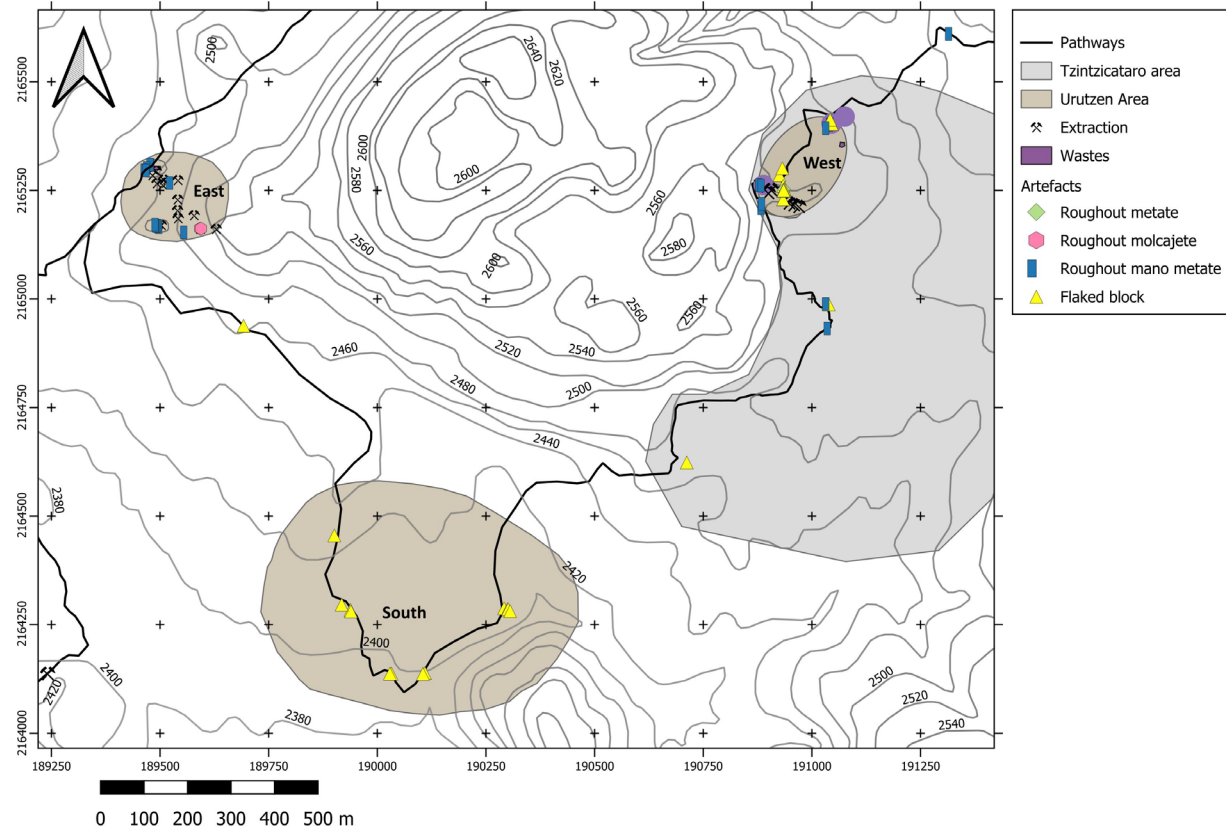 2640
2620
2500
2600
2580
2600
2560
2560
2580
2600
2560
2560
2460
2520
2540
2480
2500
2440
2380
2420
2400
2400
2420
2380
2500
2520
2540
East
West
South
2165500
2165250
2165000
2164750
2164500
2164250
2164000
189250 189500 189750 190000 190250 190500 190750 191000 191250
0 100 200 300 400 500 m
Pathways
Tzintzicataro area
Urutzen Area
Extraction
Wastes
Artefacts
Roughout metate
Roughout molcajete
Roughout mano metate
Flaked block